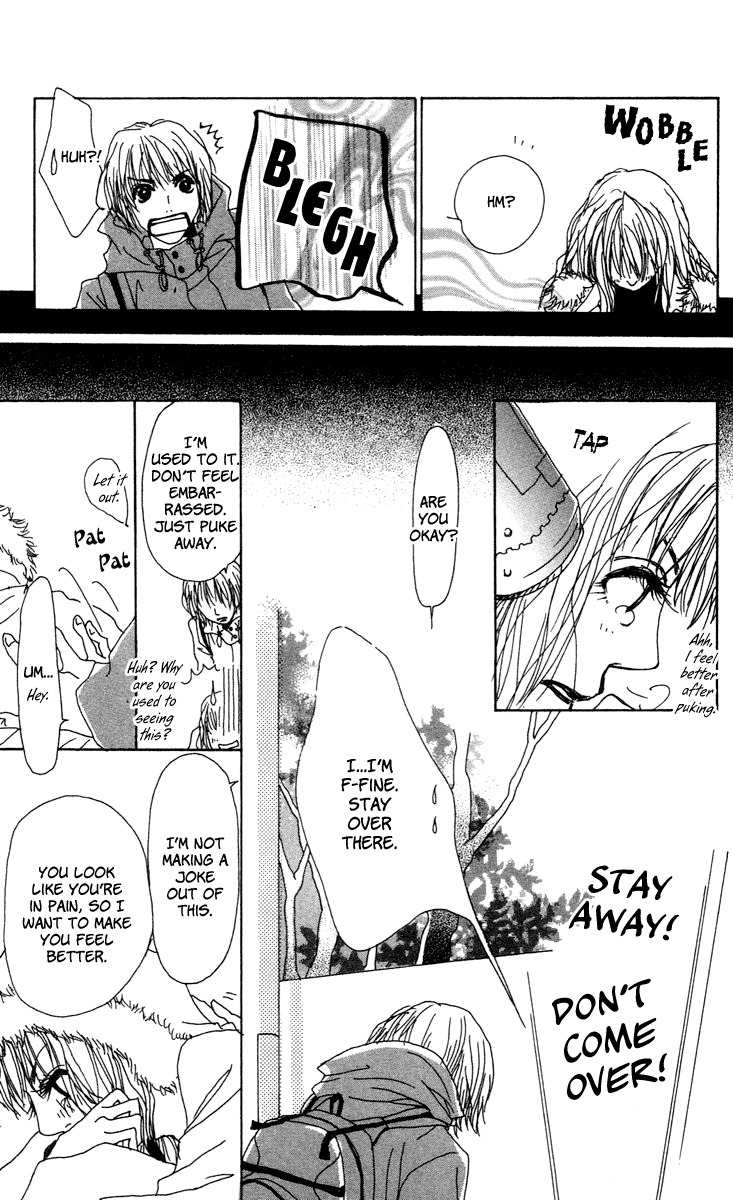 WOBBLE
HM?
BLEGH
HUH?!
TAP
Ahh,
I feel
better
after
puking.
ARE
YOU
OKAY?
I...I'M
F-FINE.
STAY
OVER
THERE.
STAY
AWAY!
DON'T
COME
OVER!
I'M
USED TO IT.
DON'T FEEL
EMBAR-
RASSED.
JUST PUKE
AWAY.
Let it
out.
Pat
Pat
Huh? Why
are you
used to
seeing
this?
UM...
Hey.
I'M NOT
MAKING A
JOKE
OUT OF
THIS.
YOU LOOK
LIKE YOU'RE
IN PAIN, SO I
WANT TO MAKE
YOU FEEL
BETTER.